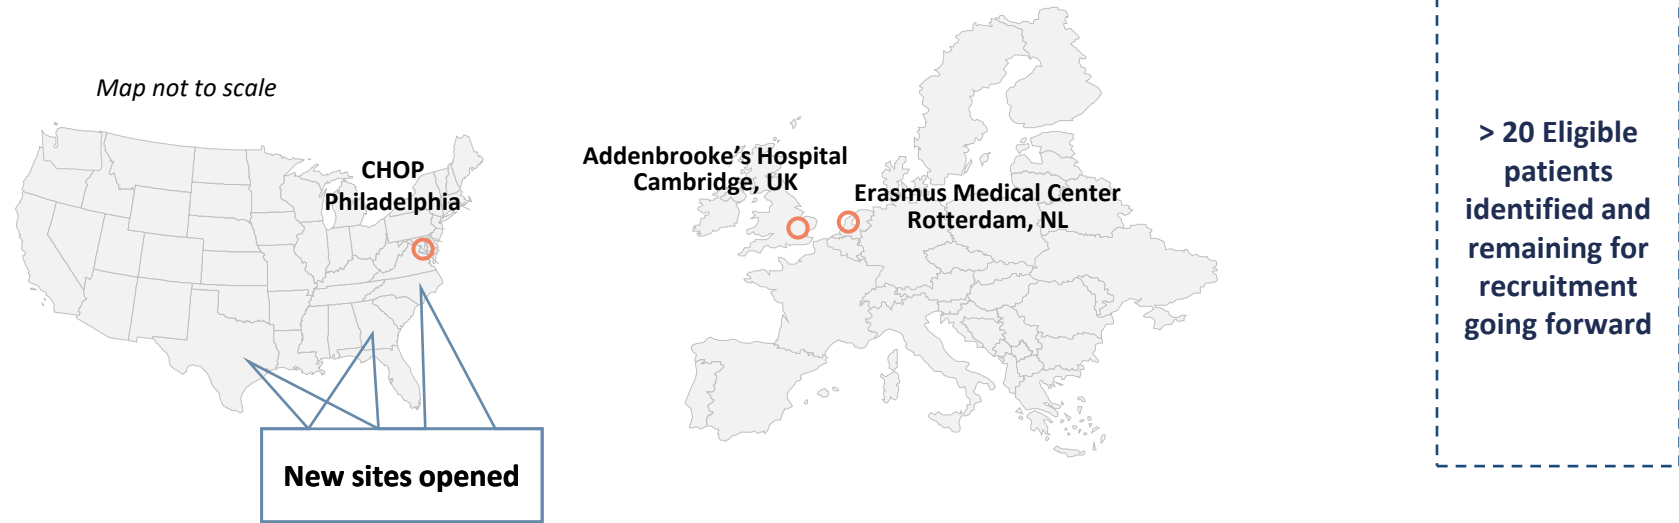 Map not to scale
CHOP
Philadelphia
Addenbrooke's Hospital
Cambridge, UK
Erasmus Medical Center
Rotterdam, NL
New sites opened
> 20 Eligible
patients
identified and
remaining for
recruitment
going forward